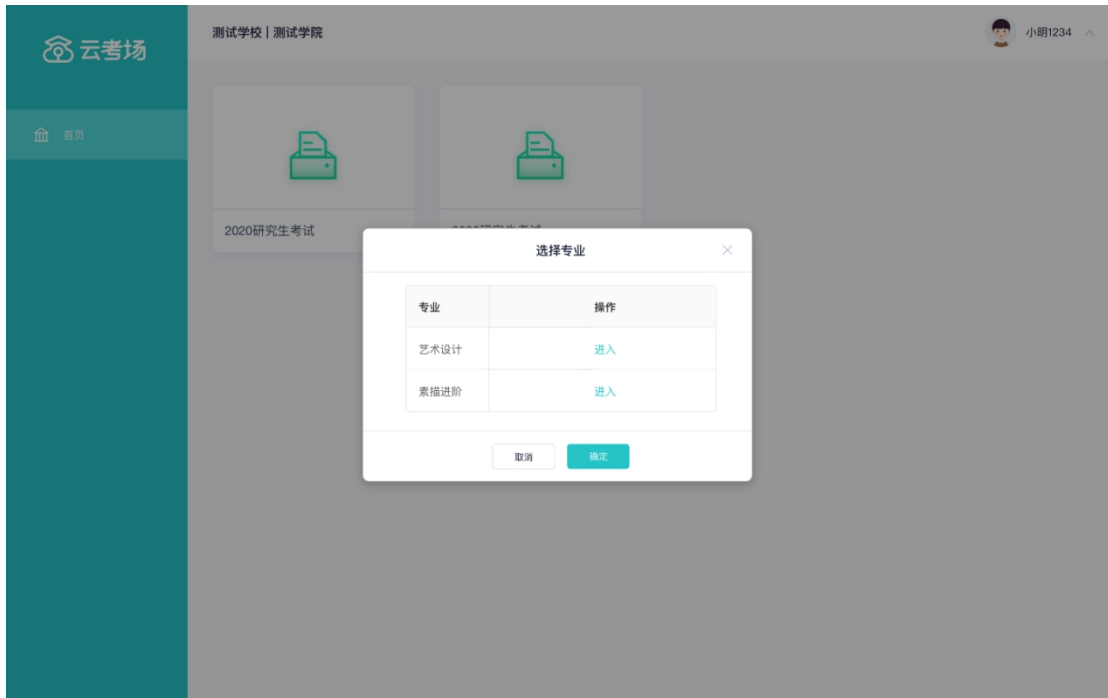 云考场
测试学校 | 测试学院
小明1234
首页
2020研究生考试
选择专业
专业 操作
艺术设计 进入
素描进阶 进入
取消 确定